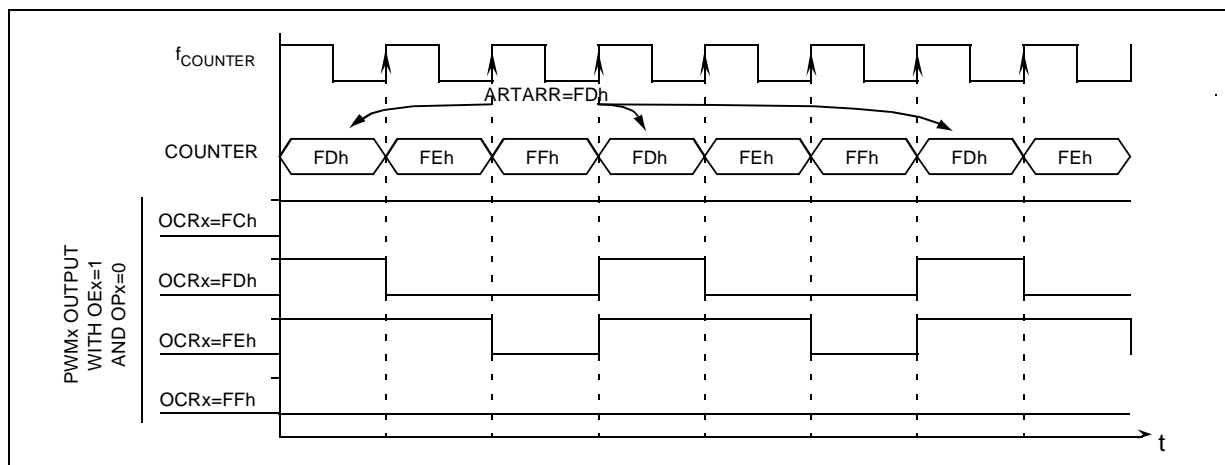 fCOUNTER
ARTARR=FDh
COUNTER
FDh FEh FFh FDh FEh FFh FDh FEh
PWMx OUTPUT
WITH OEx=1
AND OPx=0
OCRx=FCh
OCRx=FDh
OCRx=FEh
OCRx=FFh
t